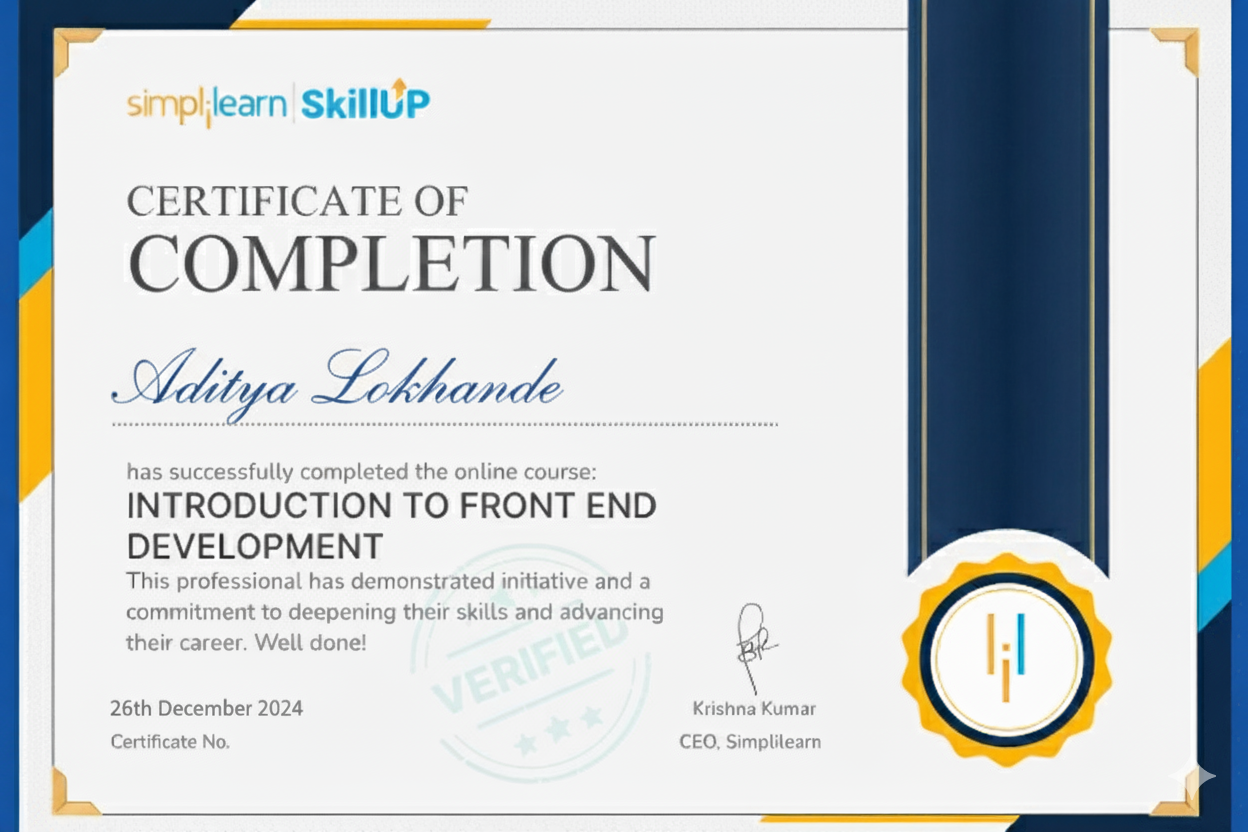 simplilearn | SkillUP
CERTIFICATE OF
COMPLETION
Aditya Lokhande
has successfully completed the online course:
INTRODUCTION TO FRONT END
DEVELOPMENT
This professional has demonstrated initiative and a
commitment to deepening their skills and advancing
their career. Well done!
VERIFIED
26th December 2024
Krishna Kumar
Certificate No.
CEO, Simplilearn